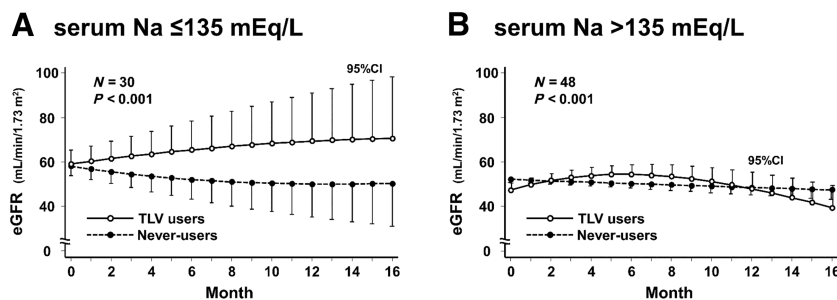 A serum Na ≤135 mEq/L
eGFR (mL/min/1.73 m²)
100
80
60
40
0
N = 30
P < 0.001
95%CI
TLV users
Never-users
0 2 4 6 8 10 12 14 16
Month
B serum Na >135 mEq/L
eGFR (mL/min/1.73 m²)
100
80
60
40
0
N = 48
P < 0.001
95%CI
TLV users
Never-users
0 2 4 6 8 10 12 14 16
Month